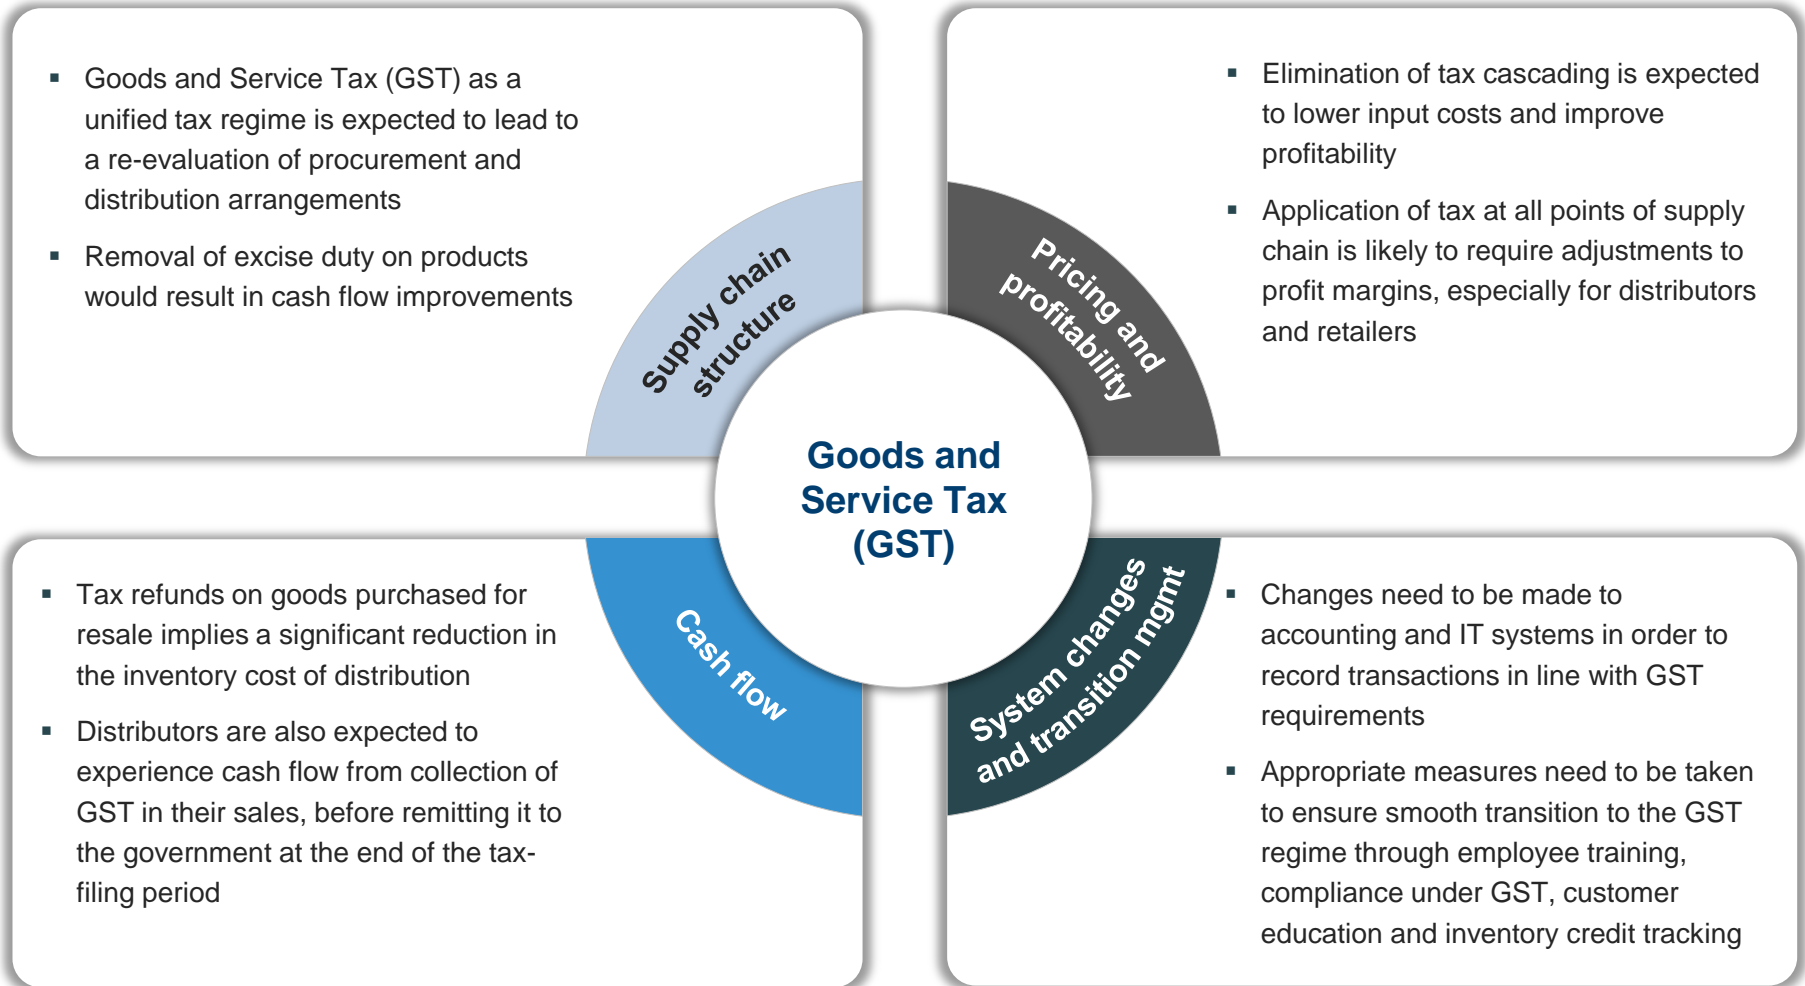 ▪ Goods and Service Tax (GST) as a
unified tax regime is expected to lead to
a re-evaluation of procurement and
distribution arrangements
▪ Removal of excise duty on products
would result in cash flow improvements
Supply chain
structure
▪ Elimination of tax cascading is expected
to lower input costs and improve
profitability
▪ Application of tax at all points of supply
chain is likely to require adjustments to
profit margins, especially for distributors
and retailers
Pricing and
profitability
Goods and
Service Tax
(GST)
▪ Tax refunds on goods purchased for
resale implies a significant reduction in
the inventory cost of distribution
▪ Distributors are also expected to
experience cash flow from collection of
GST in their sales, before remitting it to
the government at the end of the tax-
filing period
Cash flow
System changes
and transition mgmt
▪ Changes need to be made to
accounting and IT systems in order to
record transactions in line with GST
requirements
▪ Appropriate measures need to be taken
to ensure smooth transition to the GST
regime through employee training,
compliance under GST, customer
education and inventory credit tracking